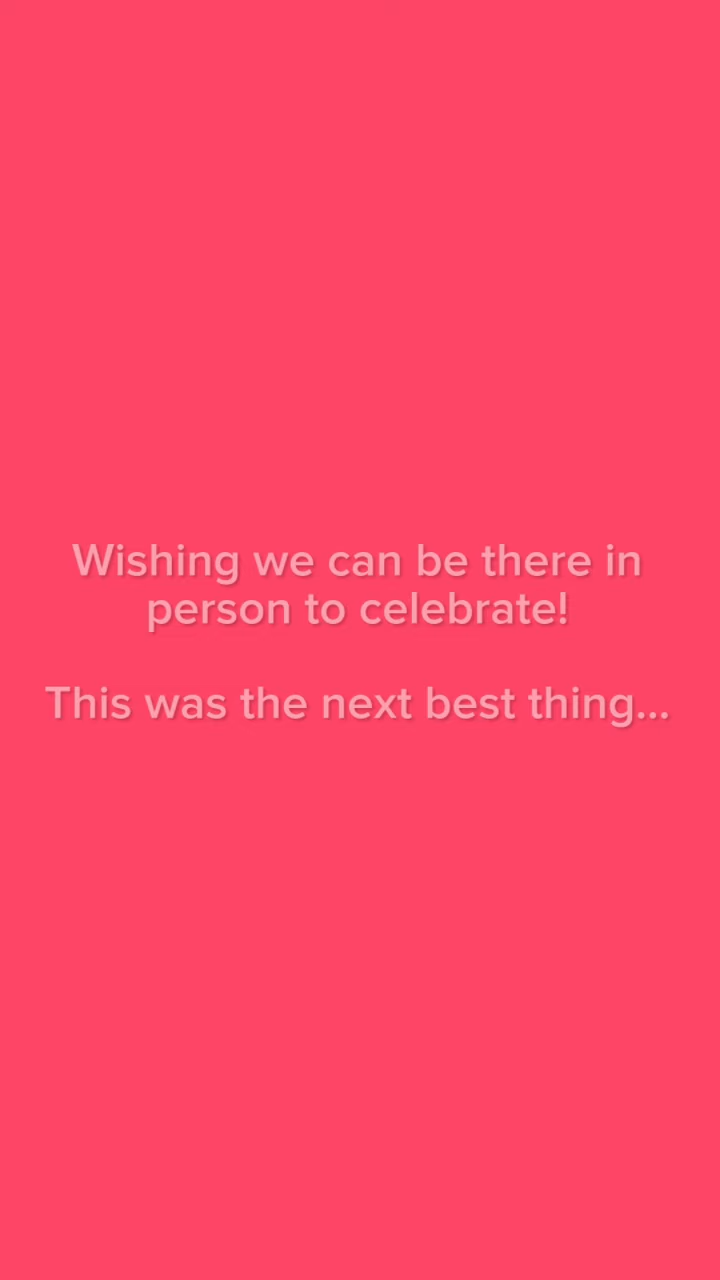 Wishing we can be there in
person to celebrate!
This was the next best thing...